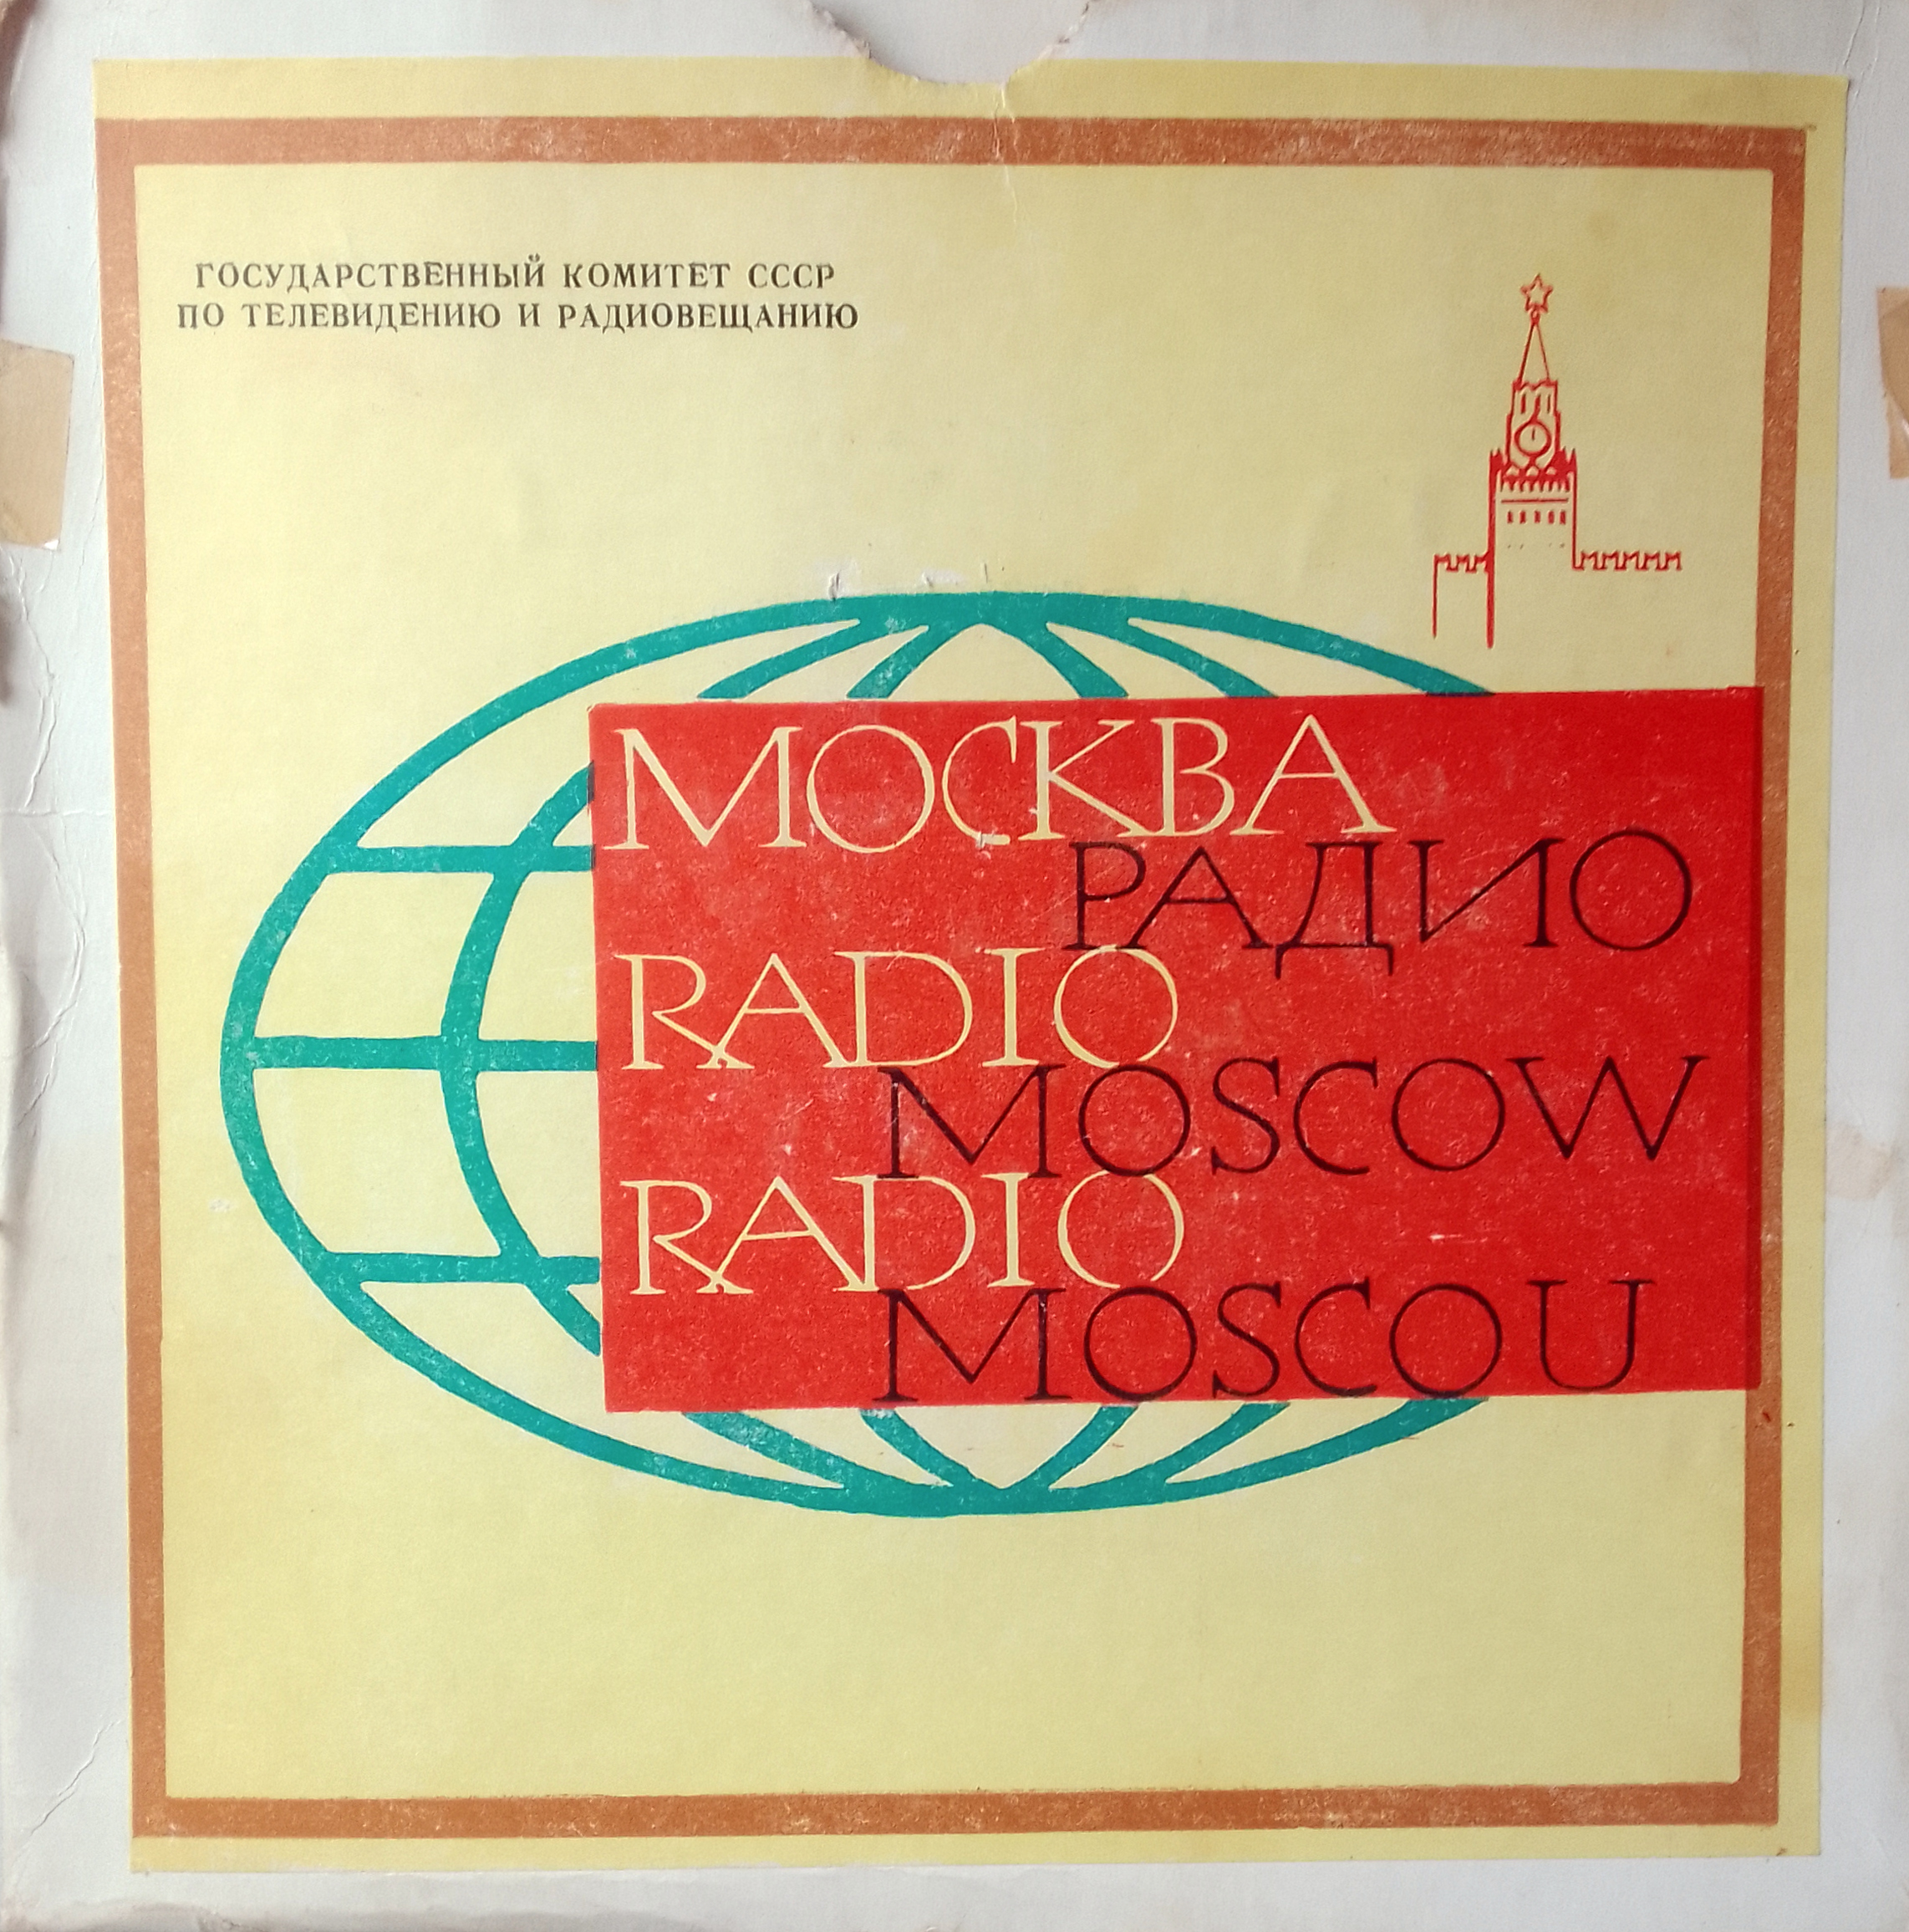 ГОСУДАРСТВЕННЫЙ КОМИТЕТ СССР
ПО ТЕЛЕВИДЕНИЮ И РАДИОВЕЩАНИЮ
МОСКВА
РАДИО
RADIO
MOSCOW
RADIO
MOSCOU